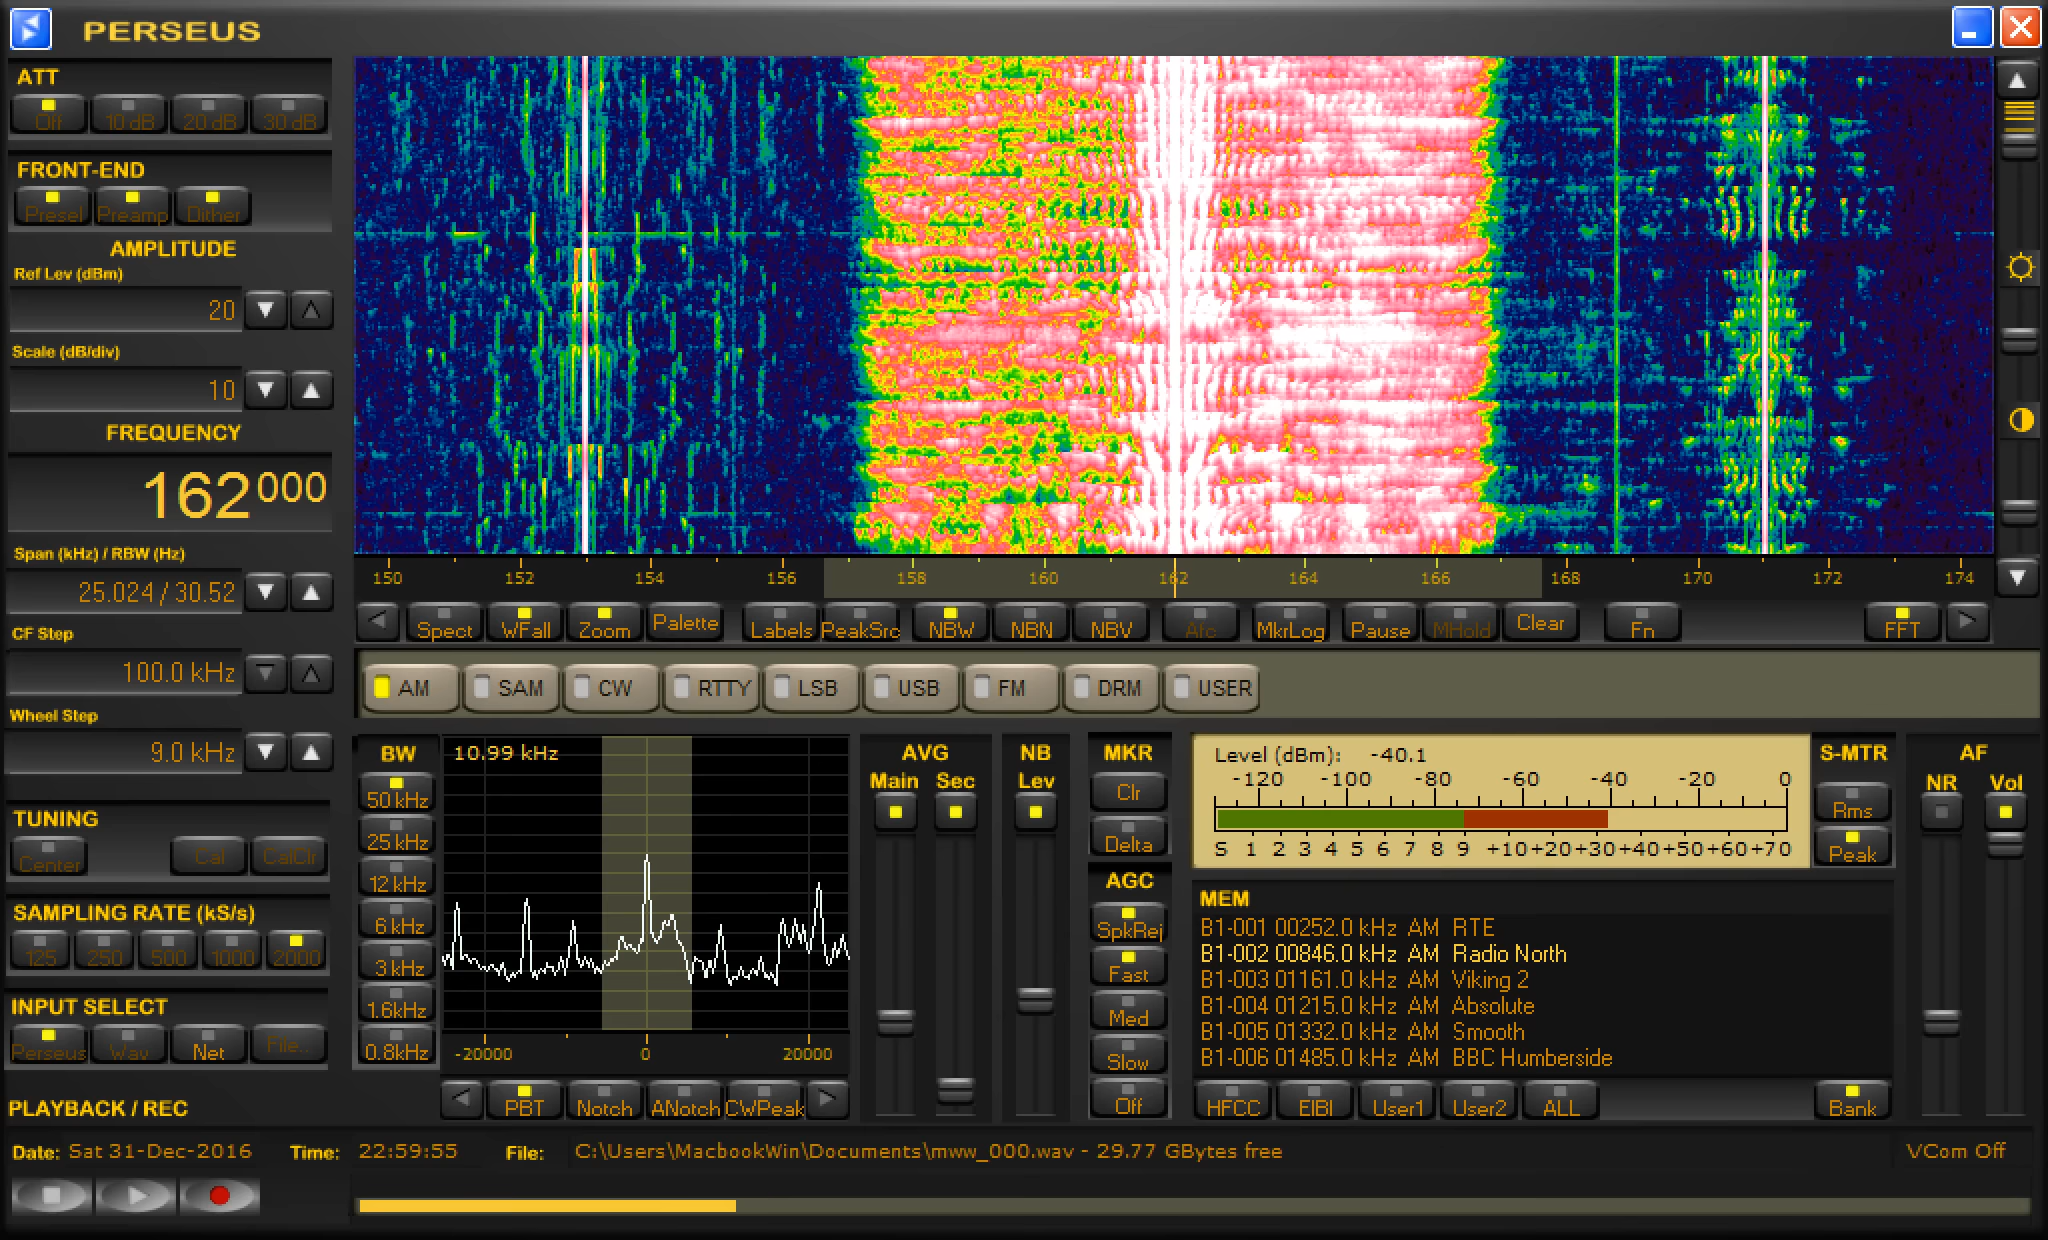 PERSEUS
ATT
Off 10 dB 20 dB 30 dB
FRONT-END
Presel Preamp Dither
AMPLITUDE
Ref Lev (dBm)
20
Scale (dB/div)
10
FREQUENCY
162 000
Span (kHz) / RBW (Hz)
25.024 / 30.52
CF Step
100.0 kHz
Wheel Step
9.0 kHz
TUNING
Center Cal CalClr
SAMPLING RATE (kS/s)
125 250 500 1000 2000
INPUT SELECT
Perseus Wav Net File..
150 152 154 156 158 160 162 164 166 168 170 172 174
Spect WFall Zoom Palette Labels PeakSrc NBW NBN NBV Afc MkrLog Pause MHold Clear Fn FFT
AM SAM CW RTTY LSB USB FM DRM USER
BW
50 kHz
25 kHz
12 kHz
6 kHz
3 kHz
1.6kHz
0.8kHz
10.99 kHz
-20000 0 20000
PBT Notch ANotch CWPeak
AVG
Main Sec
NB
Lev
MKR
Clr
Delta
AGC
SpkRej
Fast
Med
Slow
Off
Level (dBm): -40.1
-120 -100 -80 -60 -40 -20 0
S 1 2 3 4 5 6 7 8 9 +10 +20 +30 +40 +50 +60 +70
S-MTR
Rms
Peak
AF
NR Vol
MEM
B1-001 00252.0 kHz AM RTE
B1-002 00846.0 kHz AM Radio North
B1-003 01161.0 kHz AM Viking 2
B1-004 01215.0 kHz AM Absolute
B1-005 01332.0 kHz AM Smooth
B1-006 01485.0 kHz AM BBC Humberside
HFCC EIBI User1 User2 ALL Bank
PLAYBACK / REC
Date: Sat 31-Dec-2016 Time: 22:59:55 File: C:\Users\MacbookWin\Documents\mww_000.wav - 29.77 GBytes free VCom Off